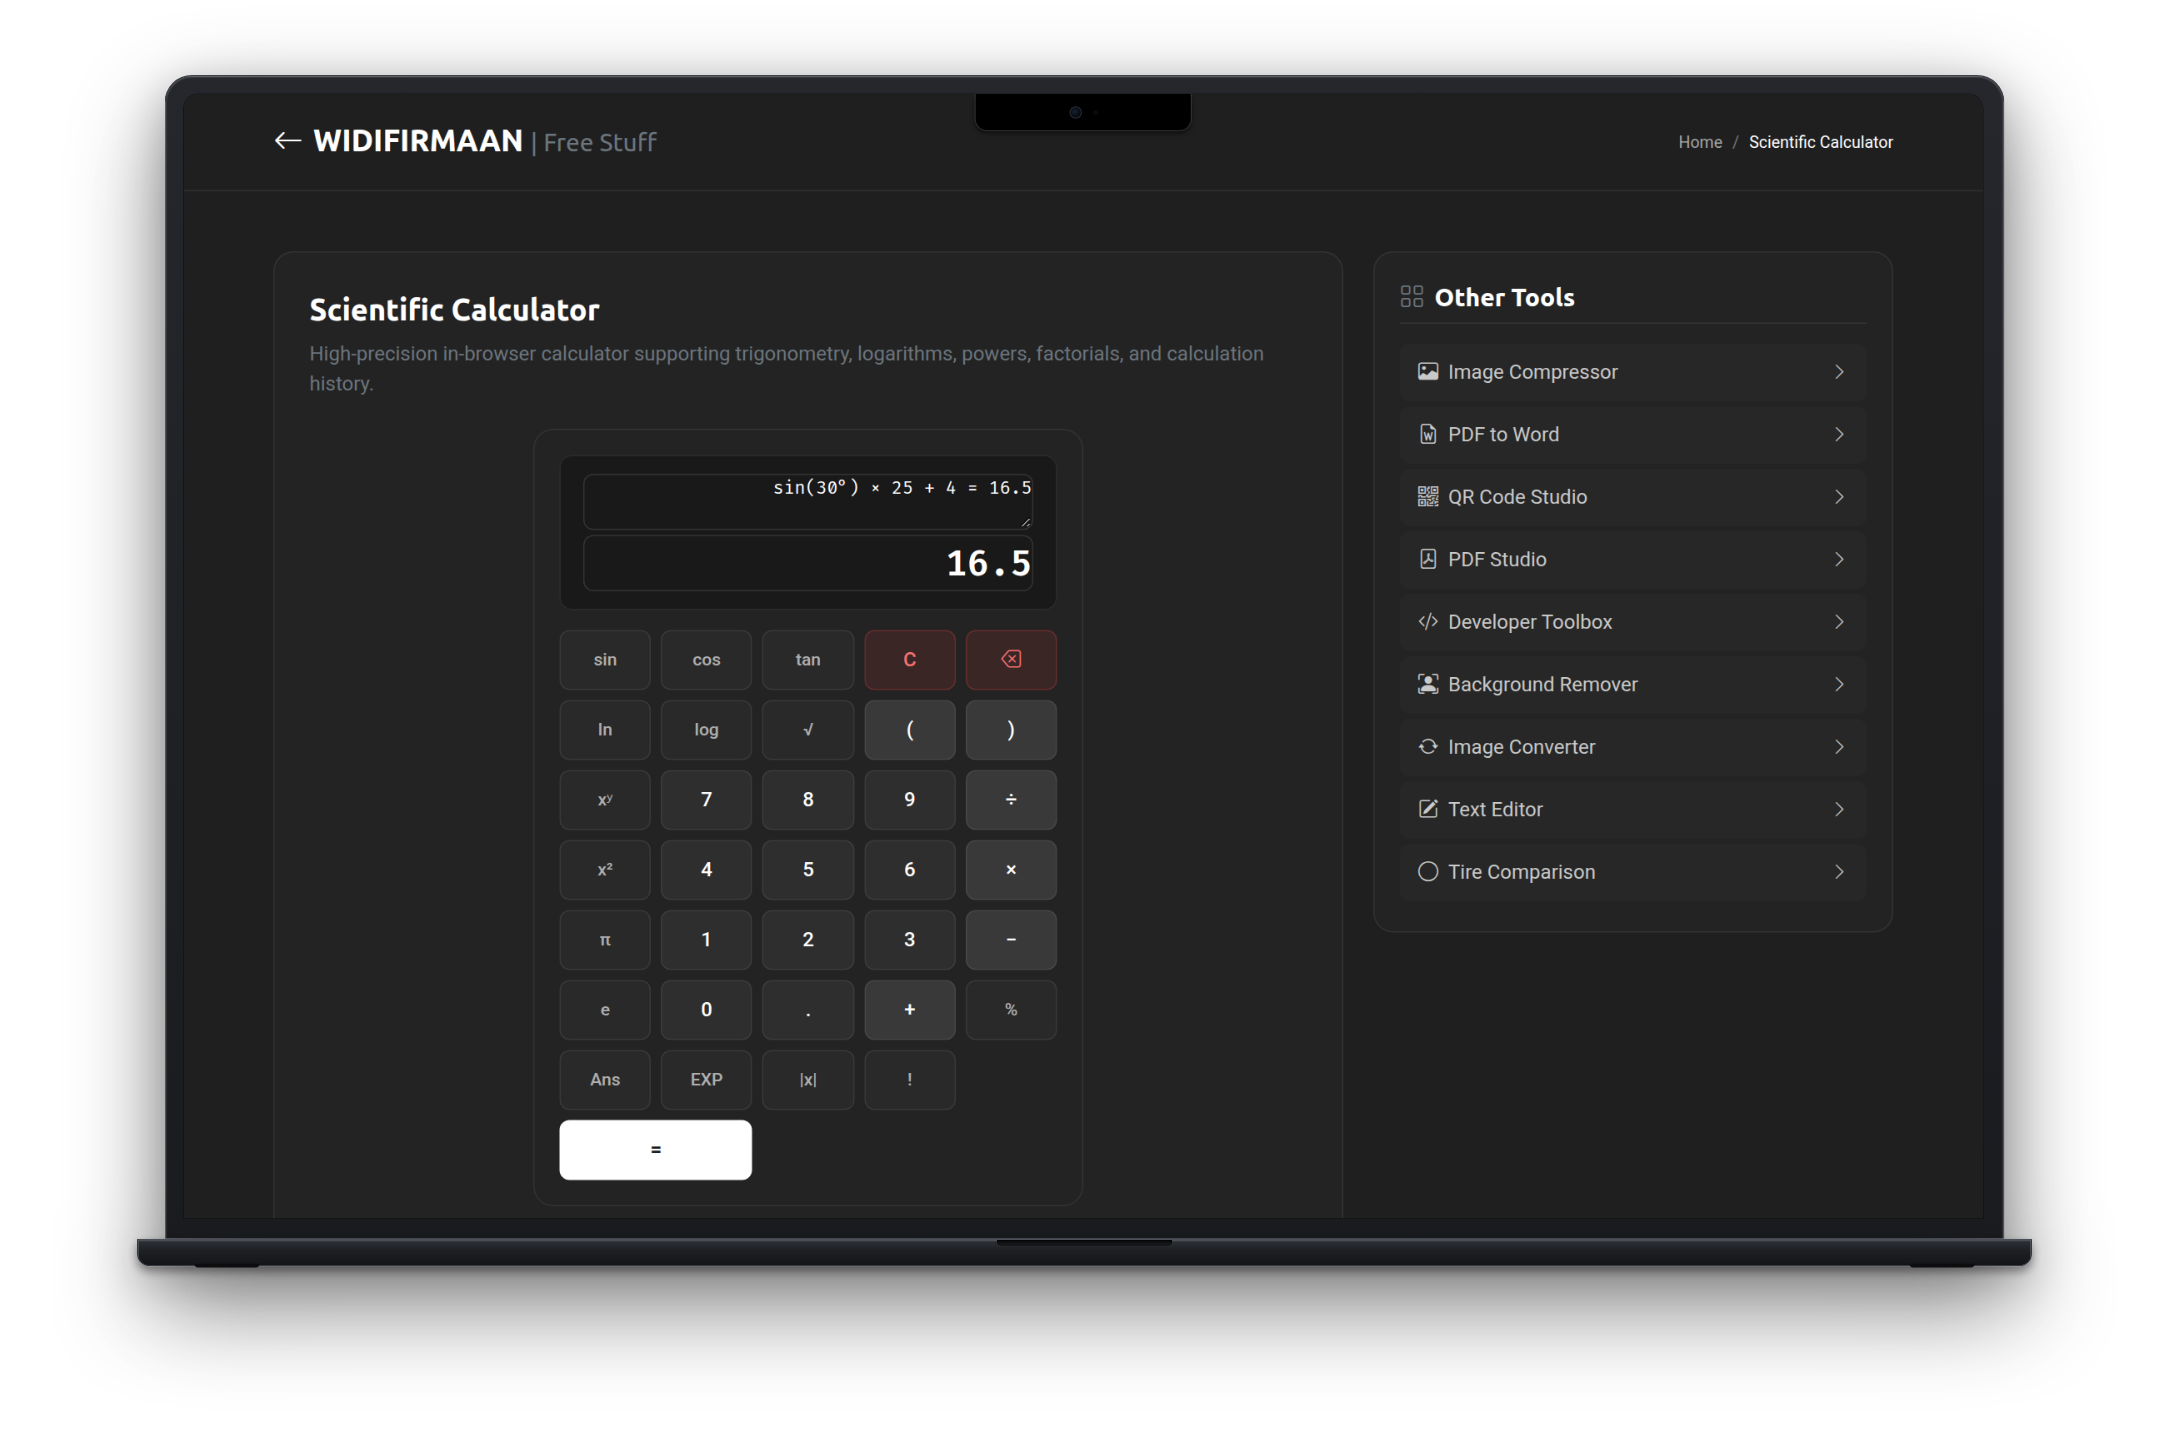 ← WIDIFIRMAAN | Free Stuff
Home / Scientific Calculator
Scientific Calculator
High-precision in-browser calculator supporting trigonometry, logarithms, powers, factorials, and calculation
history.
sin(30°) × 25 + 4 = 16.5
16.5
sin cos tan C
ln log √ ( )
xʸ 7 8 9 ÷
x² 4 5 6 ×
π 1 2 3 −
e 0 . + %
Ans EXP |x| !
=
Other Tools
Image Compressor
PDF to Word
QR Code Studio
PDF Studio
Developer Toolbox
Background Remover
Image Converter
Text Editor
Tire Comparison